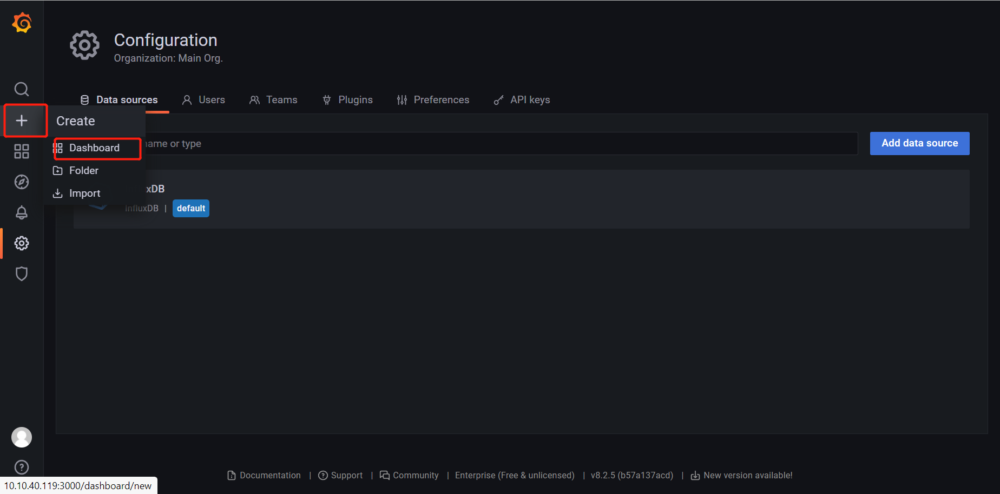 Configuration
Organization: Main Org.
Data sources
Users
Teams
Plugins
Preferences
API keys
Create
Dashboard
Folder
Import
name or type
Add data source
xDB
InfluxDB |
default
Documentation | Support | Community | Enterprise (Free & unlicensed) | v8.2.5 (b57a137acd) | New version available!
10.10.40.119:3000/dashboard/new